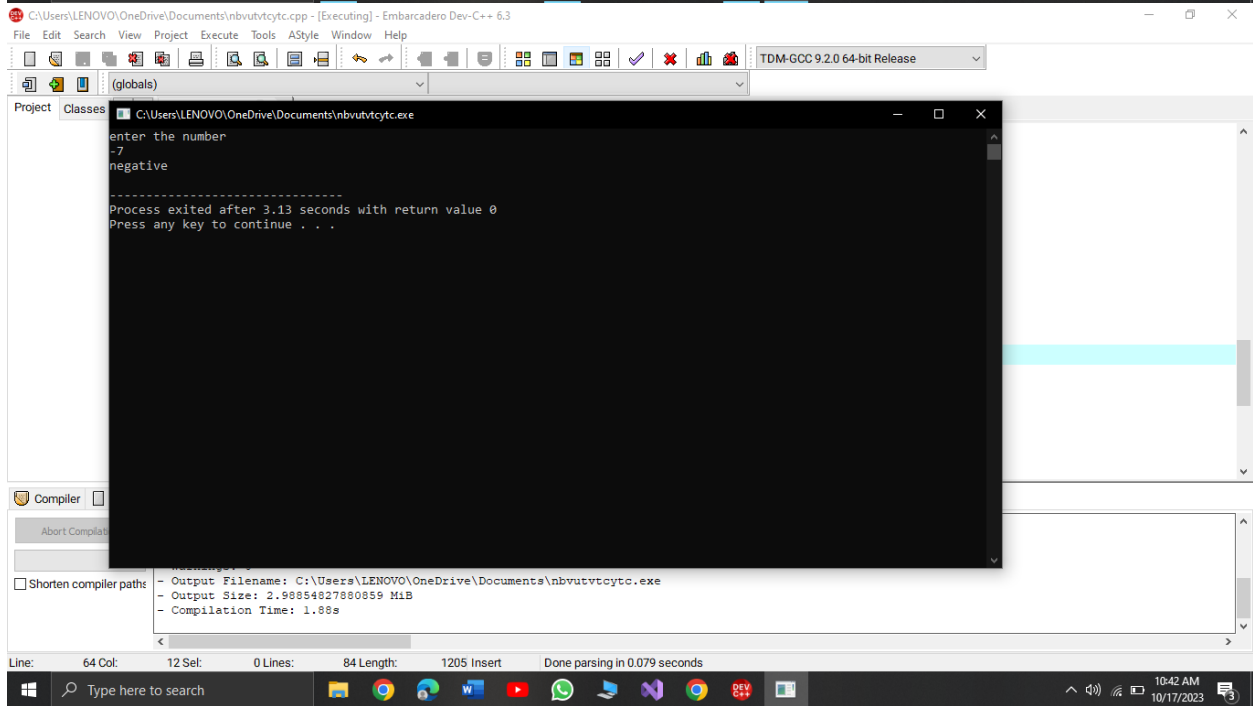 C:\Users\LENOVO\OneDrive\Documents\nbvutvtcytc.cpp - [Executing] - Embarcadero Dev-C++ 6.3
File Edit Search View Project Execute Tools AStyle Window Help
TDM-GCC 9.2.0 64-bit Release
(globals)
Project Classes
C:\Users\LENOVO\OneDrive\Documents\nbvutvtcytc.exe
enter the number
-7
negative
--------------------------------
Process exited after 3.13 seconds with return value 0
Press any key to continue . . .
Compiler
Abort Compilati
Shorten compiler paths
- Output Filename: C:\Users\LENOVO\OneDrive\Documents\nbvutvtcytc.exe
- Output Size: 2.98854827880859 MiB
- Compilation Time: 1.88s
Line: 64 Col: 12 Sel: 0 Lines: 84 Length: 1205 Insert Done parsing in 0.079 seconds
Type here to search
10:42 AM
10/17/2023
3